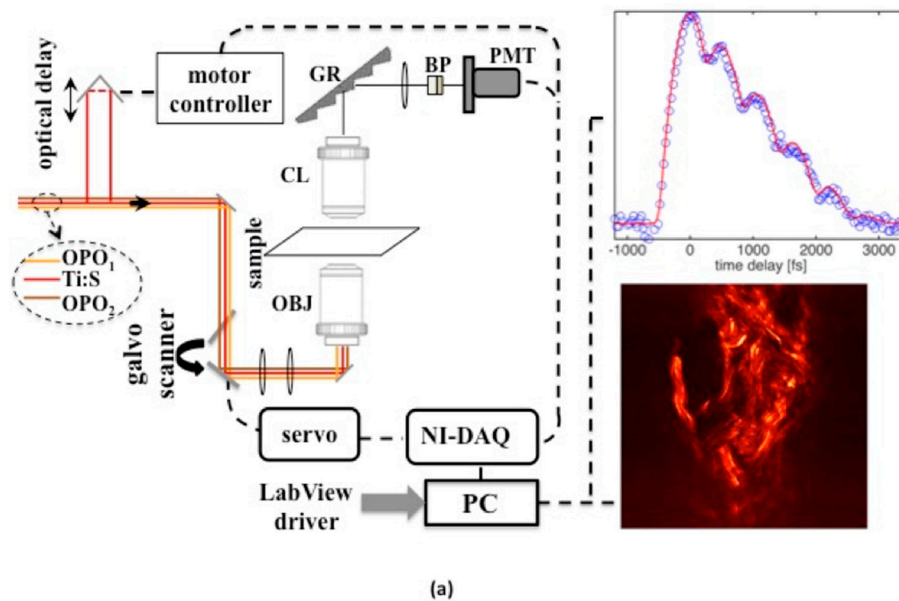 optical delay
motor
controller
GR
BP
PMT
CL
sample
OPO1
Ti:S
OPO2
OBJ
galvo
scanner
servo
NI-DAQ
LabView
driver
PC
-1000 0 1000 2000 3000
time delay [fs]
(a)